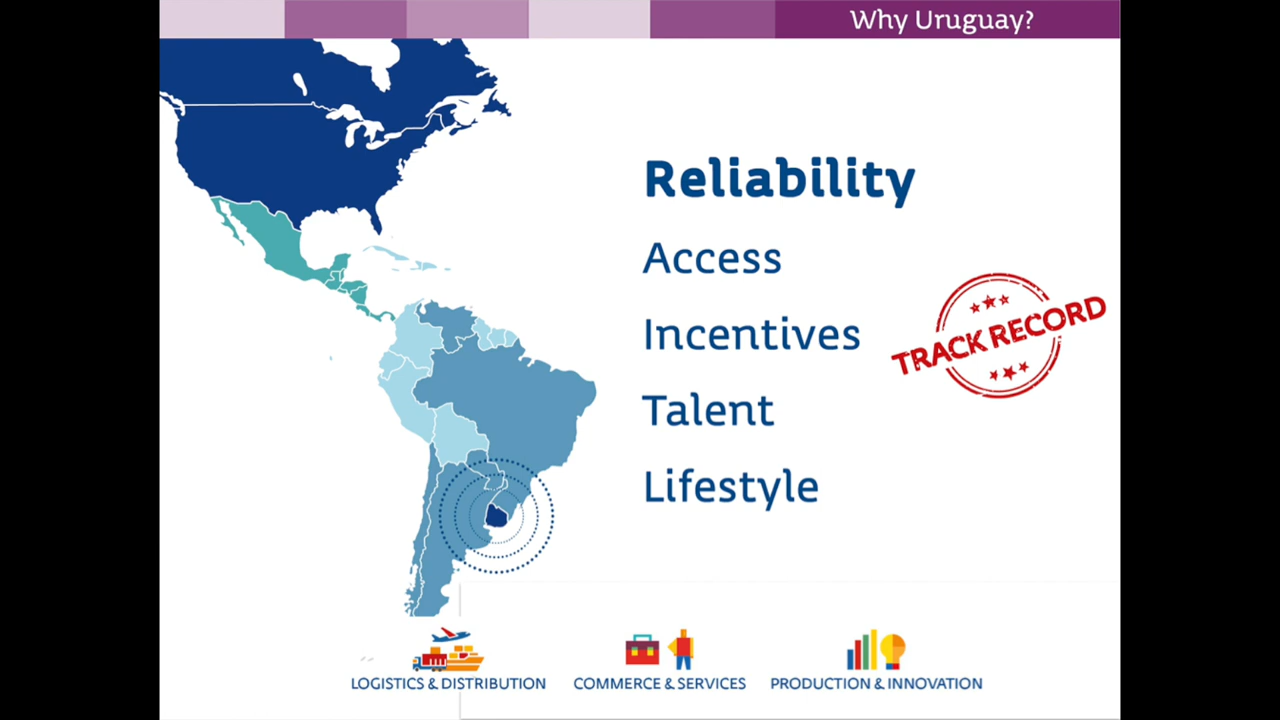 Why Uruguay?
Reliability
Access
Incentives
TRACK RECORD
Talent
Lifestyle
LOGISTICS & DISTRIBUTION
COMMERCE & SERVICES
PRODUCTION & INNOVATION